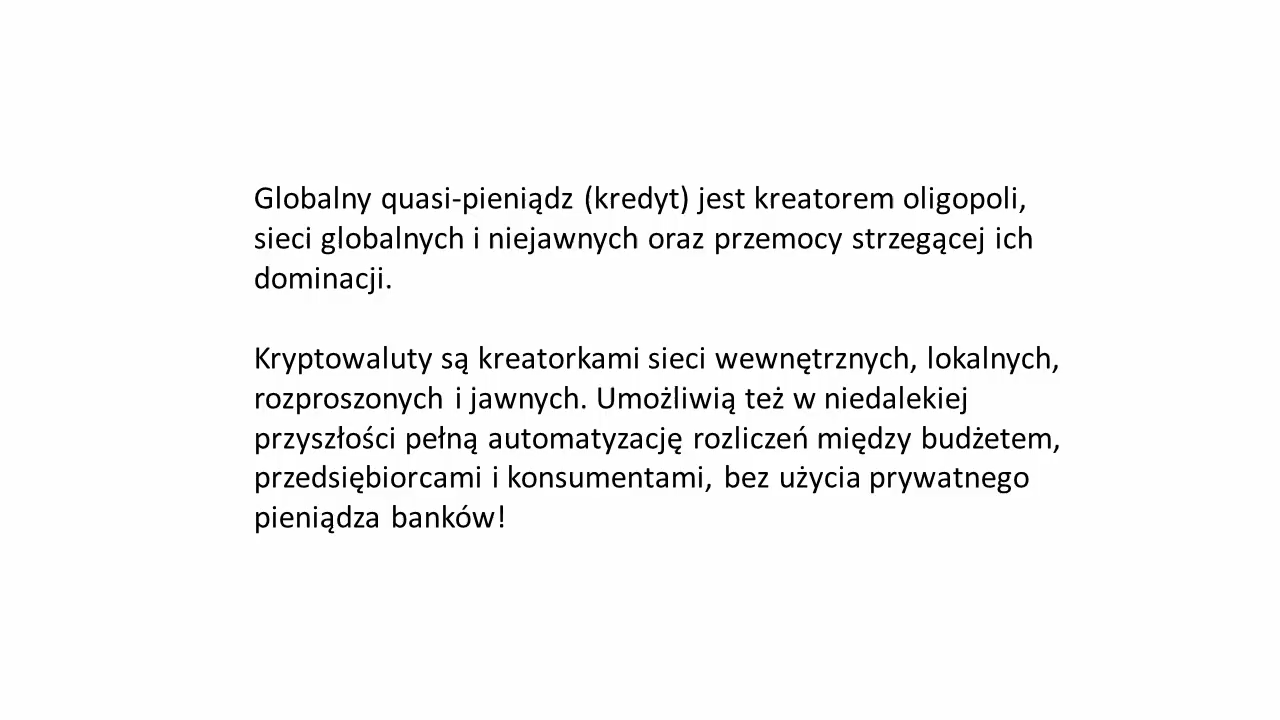 Globalny quasi-pieniądz (kredyt) jest kreatorem oligopoli,
sieci globalnych i niejawnych oraz przemocy strzegącej ich
dominacji.
Kryptowaluty są kreatorkami sieci wewnętrznych, lokalnych,
rozproszonych i jawnych. Umożliwią też w niedalekiej
przyszłości pełną automatyzację rozliczeń między budżetem,
przedsiębiorcami i konsumentami, bez użycia prywatnego
pieniądza banków!